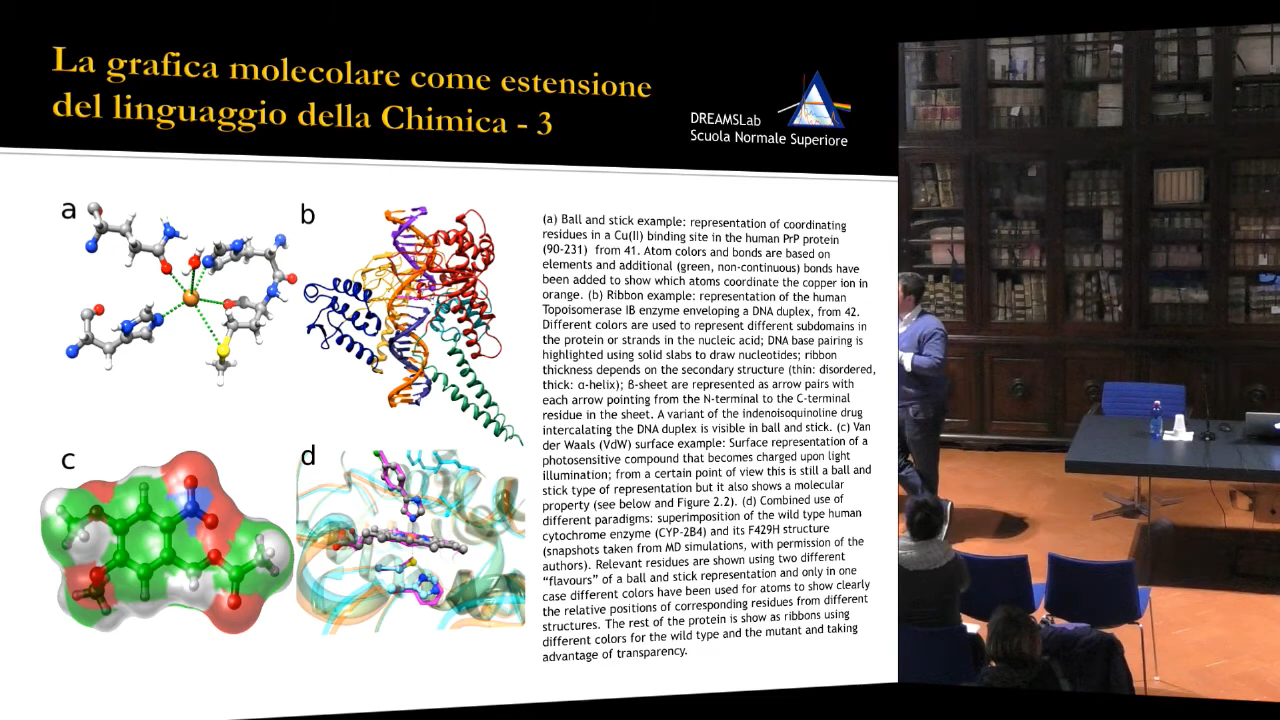 La grafica molecolare come estensione
del linguaggio della Chimica - 3
DREAMSLab
Scuola Normale Superiore
a
b
c
d
(a) Ball and stick example: representation of coordinating
residues in a Cu(II) binding site in the human PrP protein
(90-231) from 41. Atom colors and bonds are based on
elements and additional (green, non-continuous) bonds have
been added to show which atoms coordinate the copper ion in
orange. (b) Ribbon example: representation of the human
Topoisomerase IB enzyme enveloping a DNA duplex, from 42.
Different colors are used to represent different subdomains in
the protein or strands in the nucleic acid; DNA base pairing is
highlighted using solid slabs to draw nucleotides; ribbon
thickness depends on the secondary structure (thin: disordered,
thick: α-helix); ß-sheet are represented as arrow pairs with
each arrow pointing from the N-terminal to the C-terminal
residue in the sheet. A variant of the indenoisoquinoline drug
intercalating the DNA duplex is visible in ball and stick. (c) Van
der Waals (VdW) surface example: Surface representation of a
photosensitive compound that becomes charged upon light
illumination; from a certain point of view this is still a ball and
stick type of representation but it also shows a molecular
property (see below and Figure 2.2). (d) Combined use of
different paradigms: superimposition of the wild type human
cytochrome enzyme (CYP-2B4) and its F429H structure
(snapshots taken from MD simulations, with permission of the
authors). Relevant residues are shown using two different
“flavours” of a ball and stick representation and only in one
case different colors have been used for atoms to show clearly
the relative positions of corresponding residues from different
structures. The rest of the protein is show as ribbons using
different colors for the wild type and the mutant and taking
advantage of transparency.